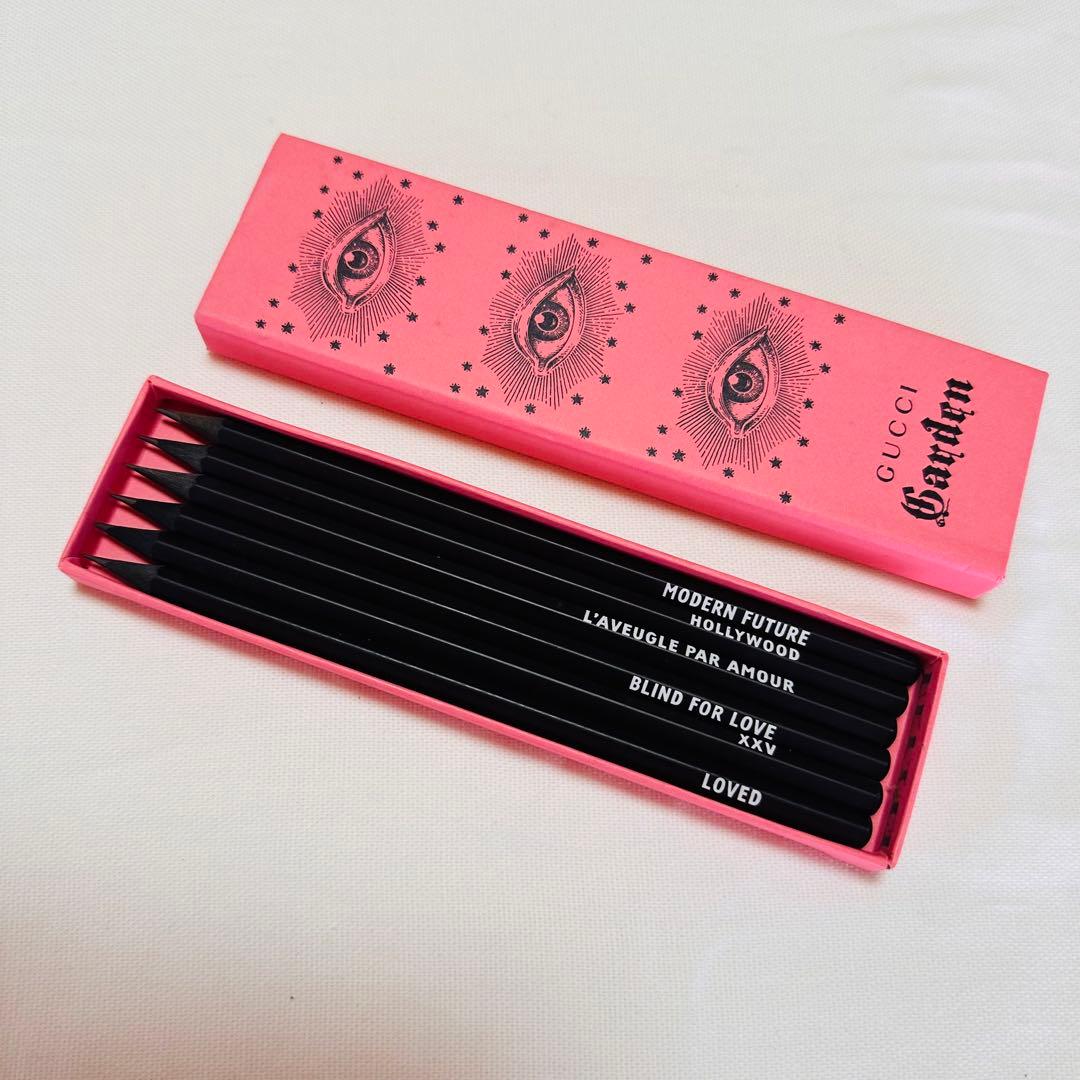 GUCCI
Garden
MODERN FUTURE
HOLLYWOOD
L'AVEUGLE PAR AMOUR
BLIND FOR LOVE
XXV
LOVED